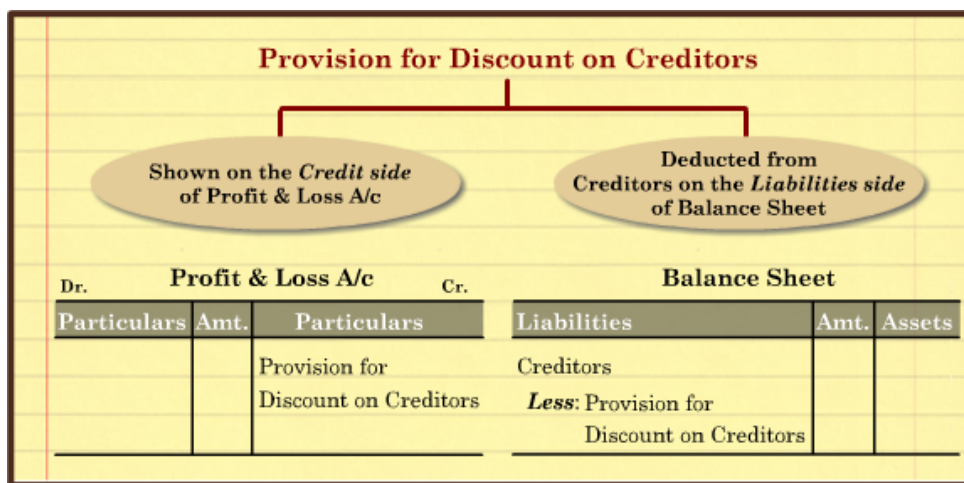 Provision for Discount on Creditors
Shown on the Credit side
of Profit & Loss A/c
Deducted from
Creditors on the Liabilities side
of Balance Sheet
Dr. Profit & Loss A/c Cr.
Particulars Amt. Particulars
Provision for
Discount on Creditors
Balance Sheet
Liabilities Amt. Assets
Creditors
Less: Provision for
Discount on Creditors